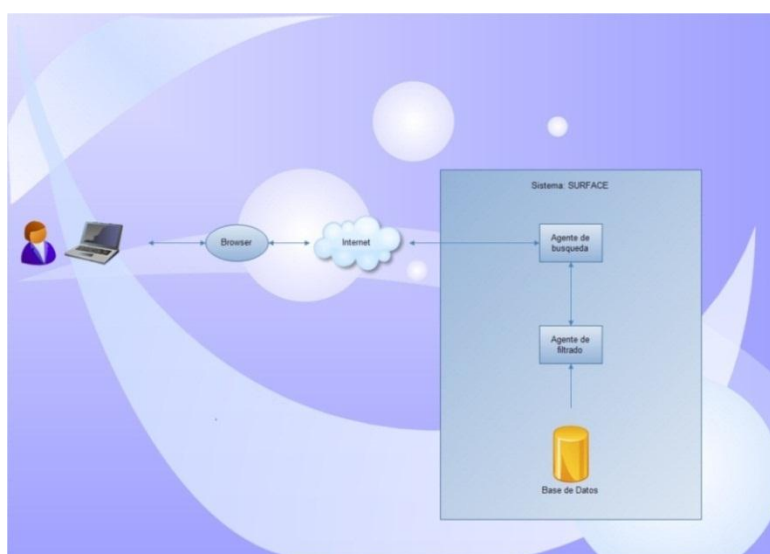 Sistema: SURFACE
Browser
Internet
Agente de
busqueda
Agente de
filtrado
Base de Datos